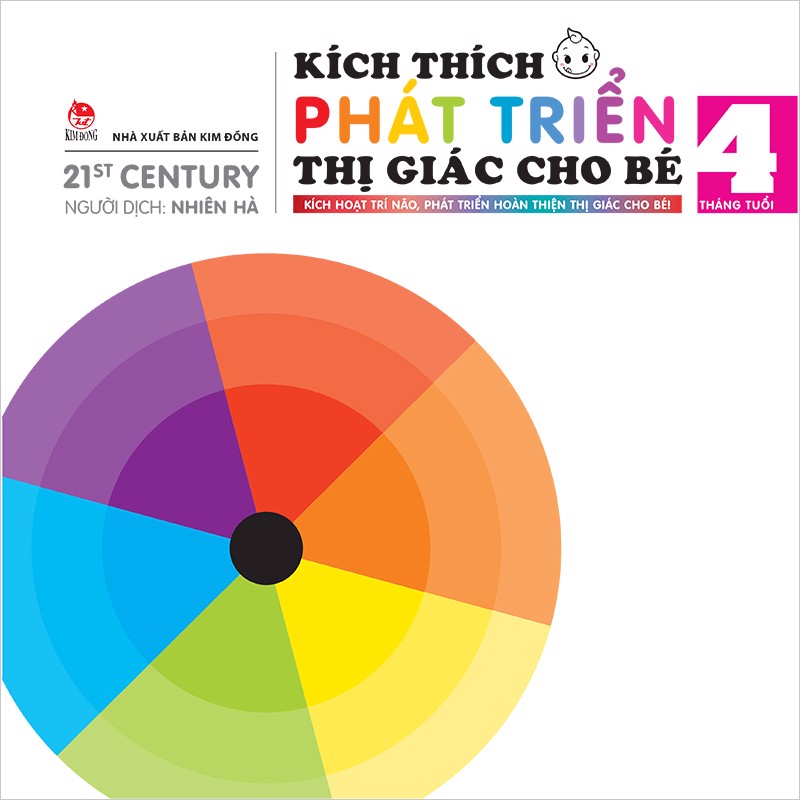 KIM ĐỒNG
NHÀ XUẤT BẢN KIM ĐỒNG
21ST CENTURY
NGƯỜI DỊCH: NHIÊN HÀ
KÍCH THÍCH
PHÁT TRIỂN
THỊ GIÁC CHO BÉ
KÍCH HOẠT TRÍ NÃO, PHÁT TRIỂN HOÀN THIỆN THỊ GIÁC CHO BÉ!
4
THÁNG TUỔI